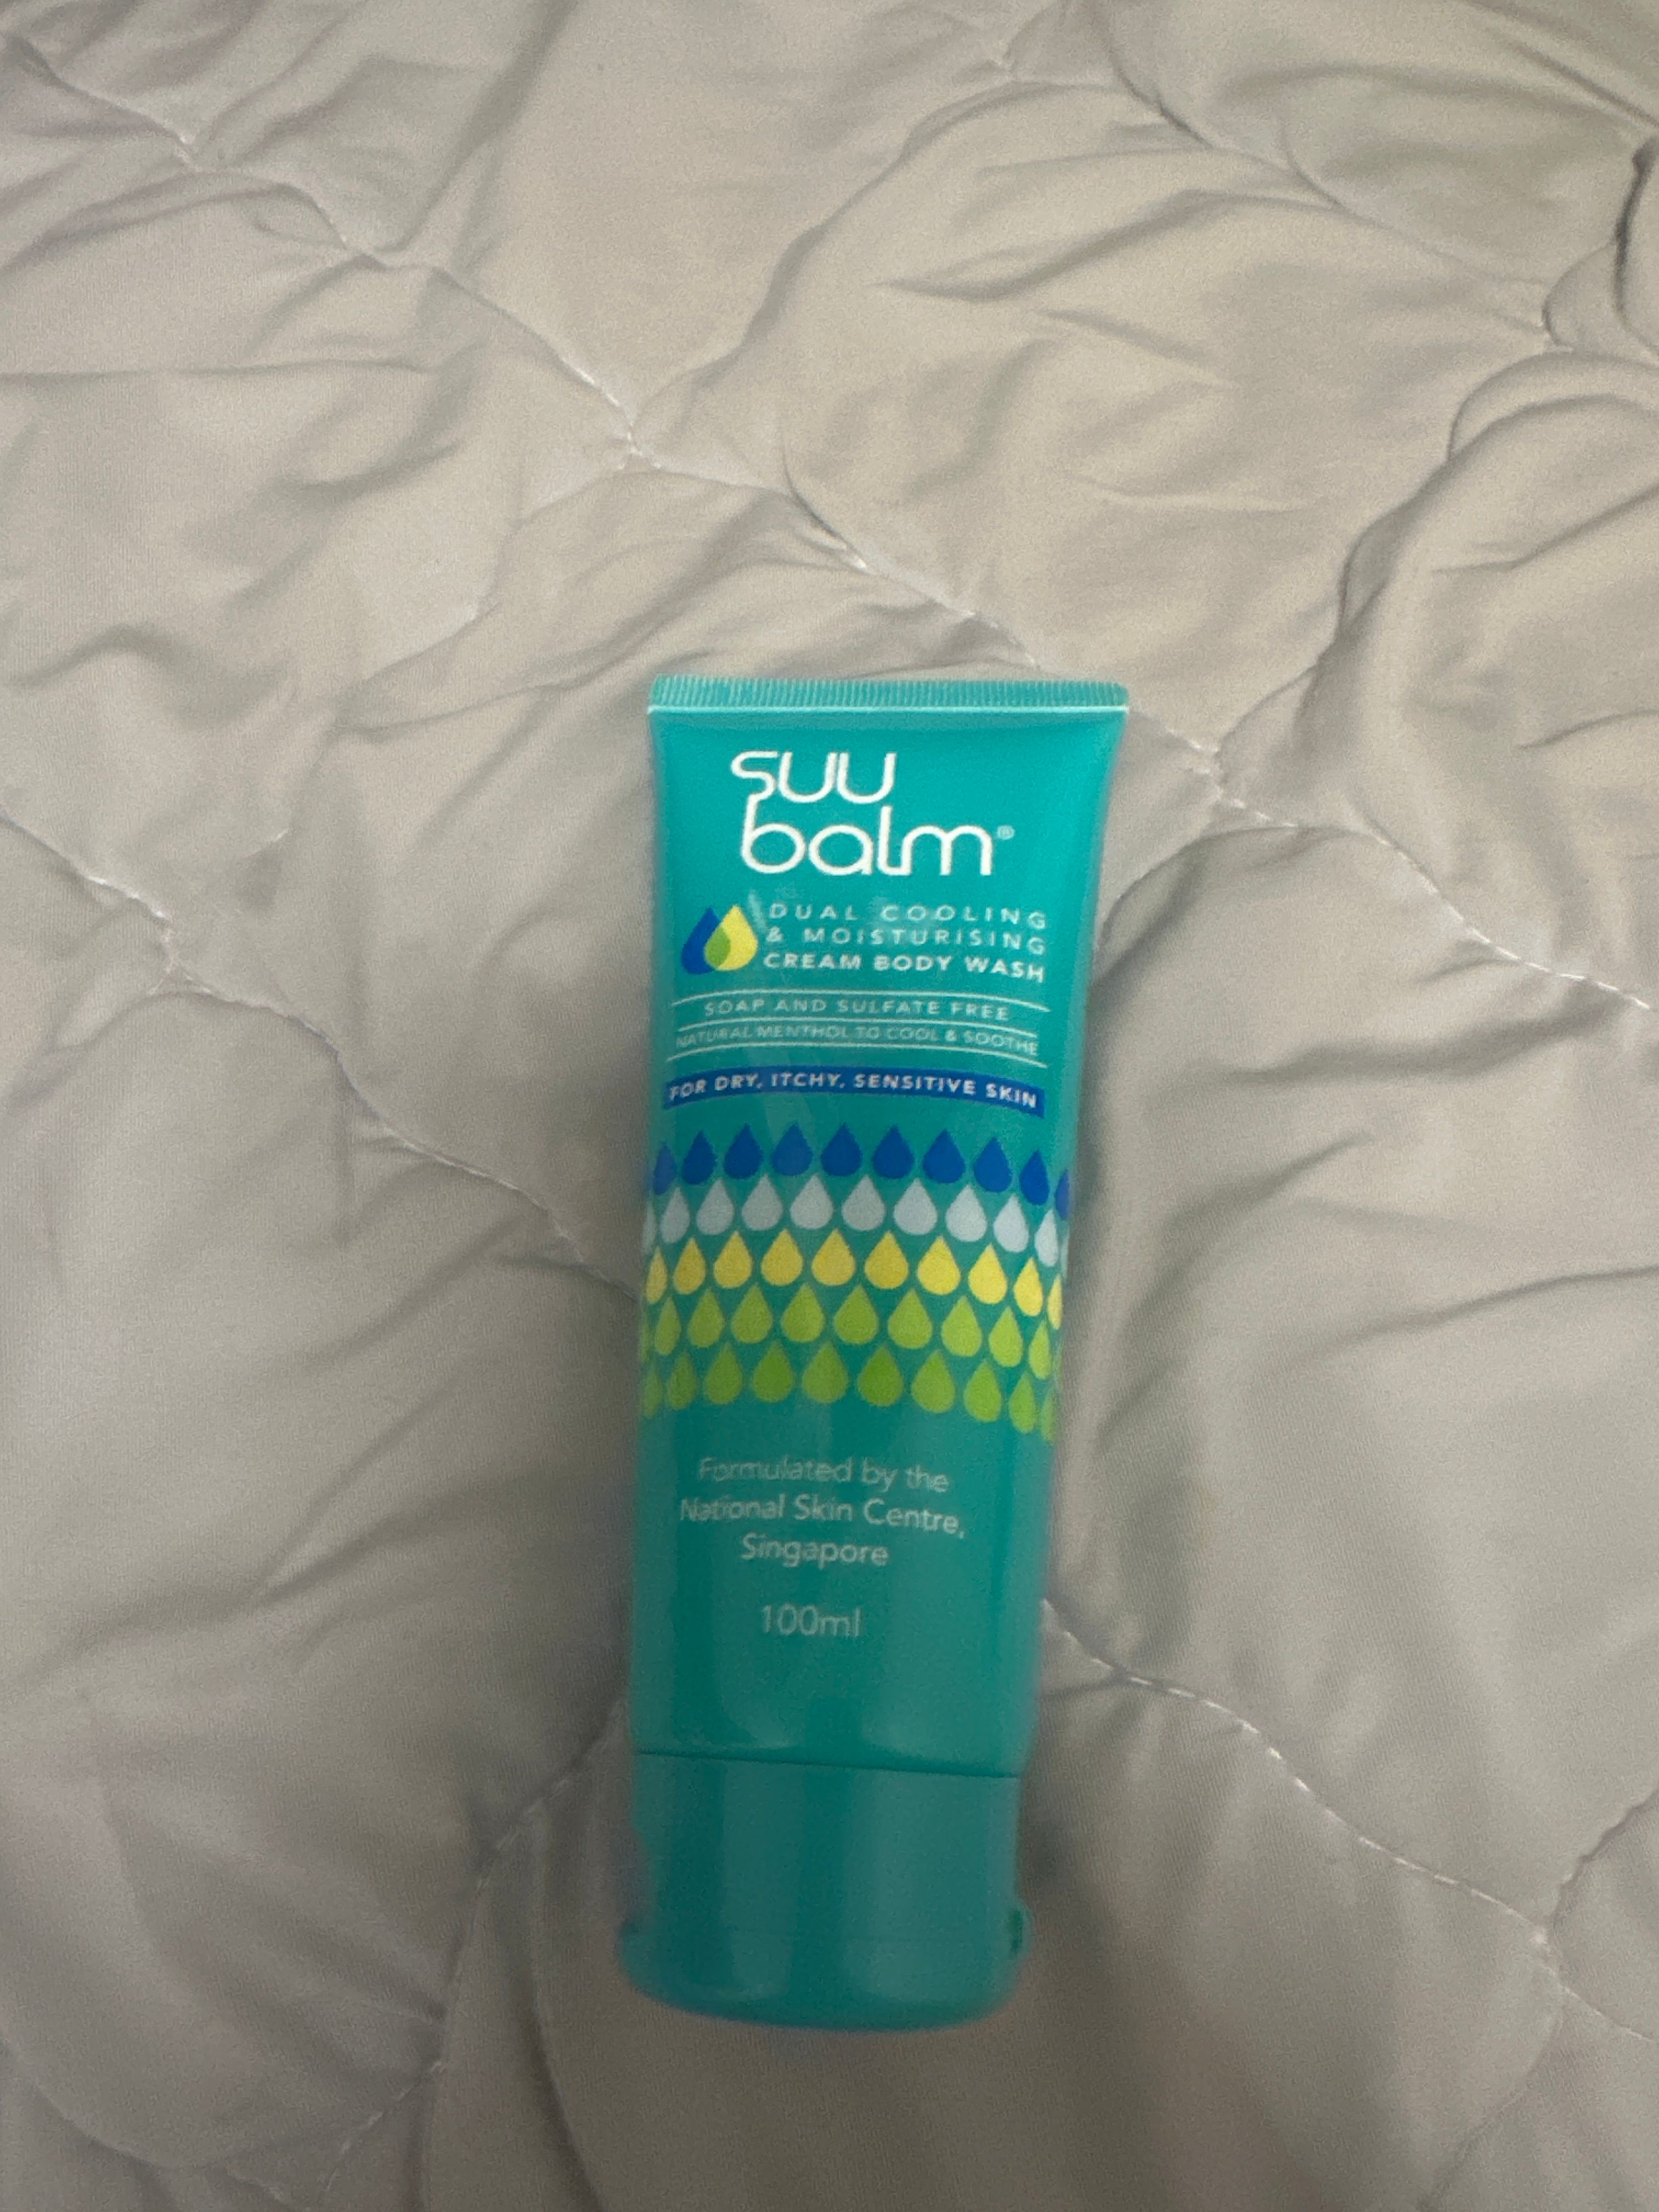 suu
balm®
DUAL COOLING
& MOISTURISING
CREAM BODY WASH
SOAP AND SULFATE FREE
NATURAL MENTHOL TO COOL & SOOTHE
FOR DRY, ITCHY, SENSITIVE SKIN
Formulated by the
National Skin Centre,
Singapore
100ml